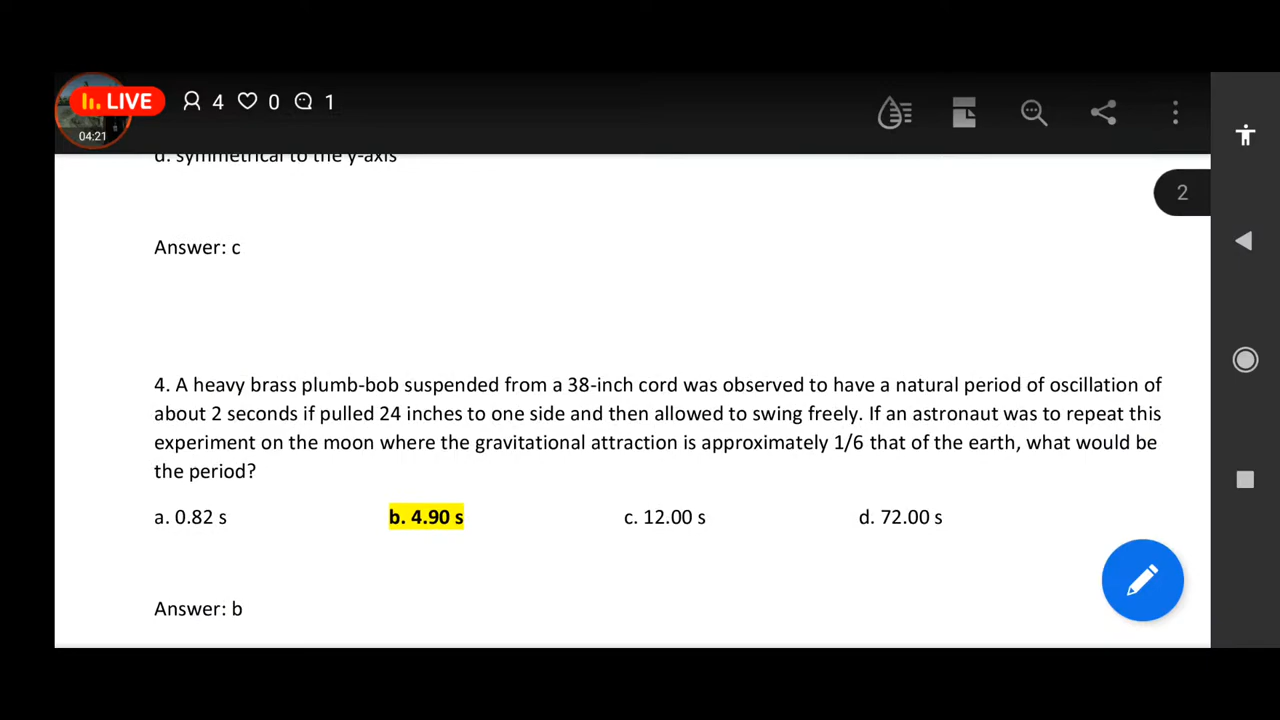 LIVE 4 0 1
04:21
d. symmetrical to the y-axis
2
Answer: c
4. A heavy brass plumb-bob suspended from a 38-inch cord was observed to have a natural period of oscillation of
about 2 seconds if pulled 24 inches to one side and then allowed to swing freely. If an astronaut was to repeat this
experiment on the moon where the gravitational attraction is approximately 1/6 that of the earth, what would be
the period?
a. 0.82 s b. 4.90 s c. 12.00 s d. 72.00 s
Answer: b